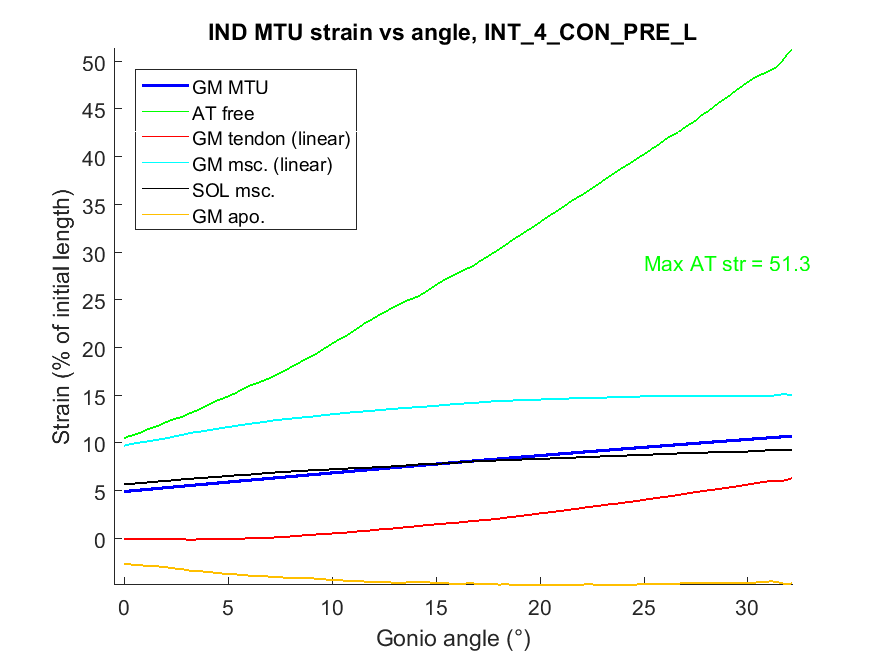 IND MTU strain vs angle, INT_4_CON_PRE_L
Strain (% of initial length)
50
45
40
35
30
25
20
15
10
5
0
GM MTU
AT free
GM tendon (linear)
GM msc. (linear)
SOL msc.
GM apo.
Max AT str = 51.3
0 5 10 15 20 25 30
Gonio angle (°)